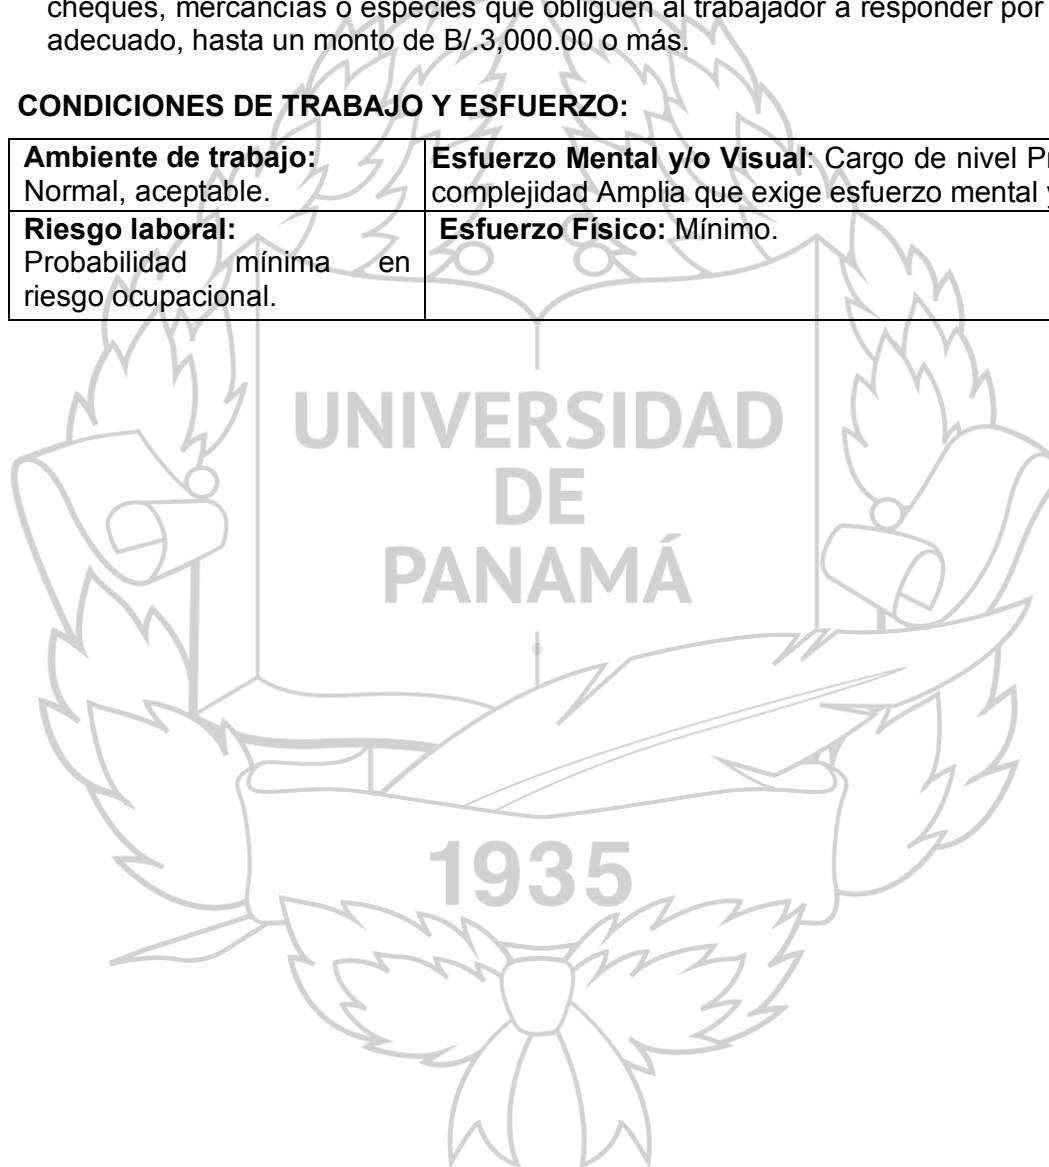 cheques, mercancías o especies que obliguen al trabajador a responder por
adecuado, hasta un monto de B/.3,000.00 o más.
CONDICIONES DE TRABAJO Y ESFUERZO:
Ambiente de trabajo:
Normal, aceptable.
Esfuerzo Mental y/o Visual: Cargo de nivel
complejidad Amplia que exige esfuerzo mental y
Riesgo laboral:
Probabilidad mínima en
riesgo ocupacional.
Esfuerzo Físico: Mínimo.
UNIVERSIDAD
DE
PANAMÁ
1935